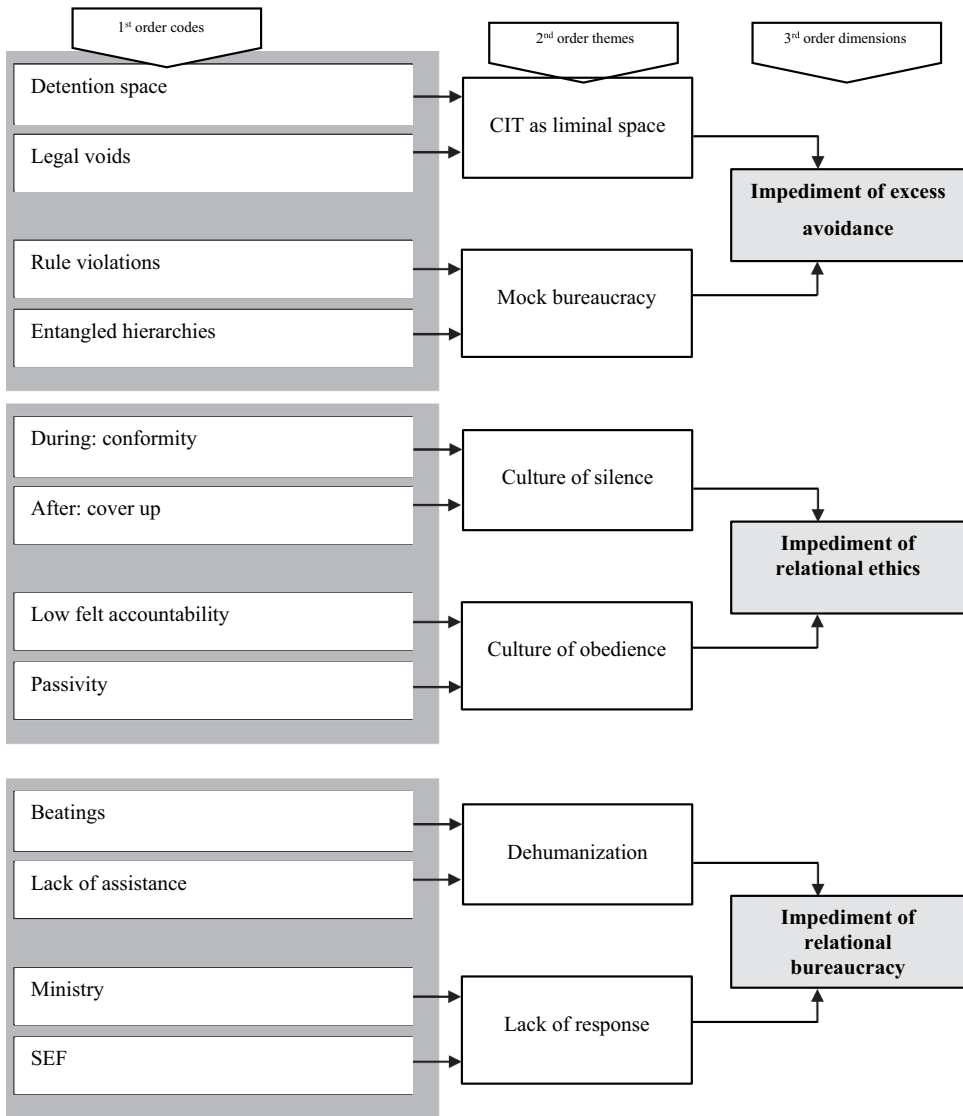 1st order codes
2nd order themes
3rd order dimensions
Detention space
Legal voids
CIT as liminal space
Impediment of excess
avoidance
Rule violations
Entangled hierarchies
Mock bureaucracy
During: conformity
After: cover up
Culture of silence
Impediment of
relational ethics
Low felt accountability
Passivity
Culture of obedience
Beatings
Lack of assistance
Dehumanization
Impediment of
relational
bureaucracy
Ministry
SEF
Lack of response